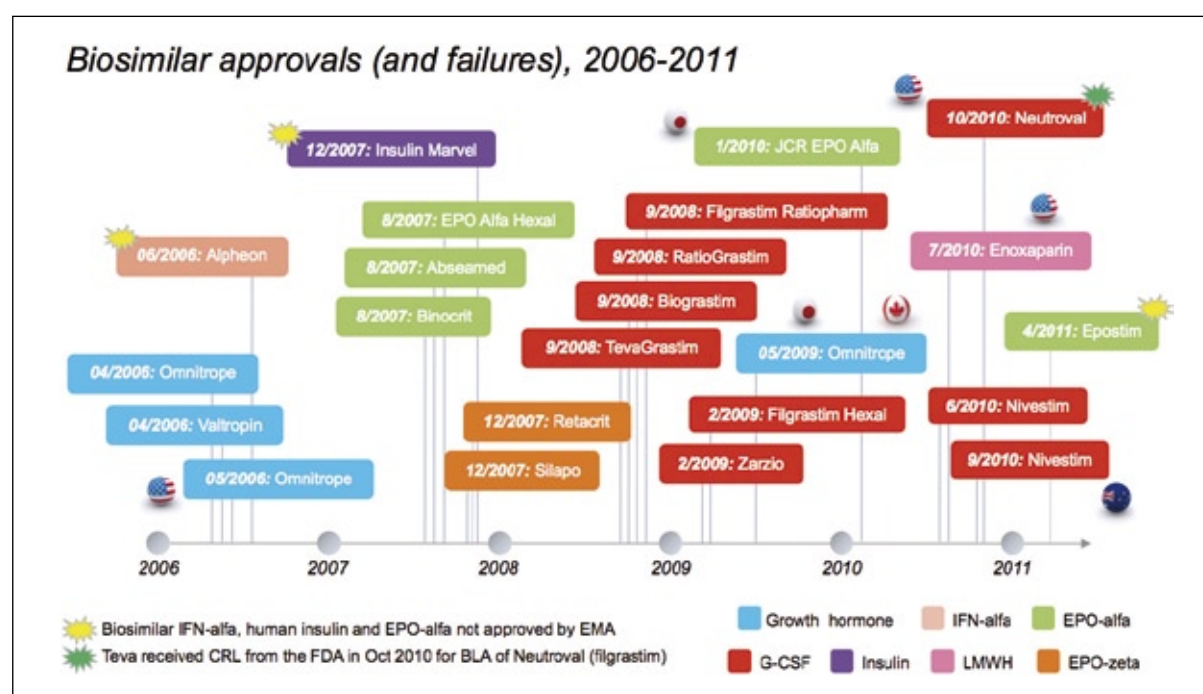 Biosimilar approvals (and failures), 2006-2011
10/2010: Neutroval
12/2007: Insulin Marvel
1/2010: JCR EPO Alfa
8/2007: EPO Alfa Hexal
9/2008: Filgrastim Ratiopharm
06/2006: Alpheon
9/2008: RatioGrastim
7/2010: Enoxaparin
8/2007: Abseamed
9/2008: Biograstim
8/2007: Binocrit
4/2011: Epostim
9/2008: TevaGrastim
05/2009: Omnitrope
04/2006: Omnitrope
04/2006: Valtropin
12/2007: Retacrit
2/2009: Filgrastim Hexal
6/2010: Nivestim
05/2006: Omnitrope
12/2007: Silapo
2/2009: Zarzio
9/2010: Nivestim
2006 2007 2008 2009 2010 2011
Biosimilar IFN-alfa, human insulin and EPO-alfa not approved by EMA
Teva received CRL from the FDA in Oct 2010 for BLA of Neutroval (filgrastim)
Growth hormone IFN-alfa EPO-alfa
G-CSF Insulin LMWH EPO-zeta